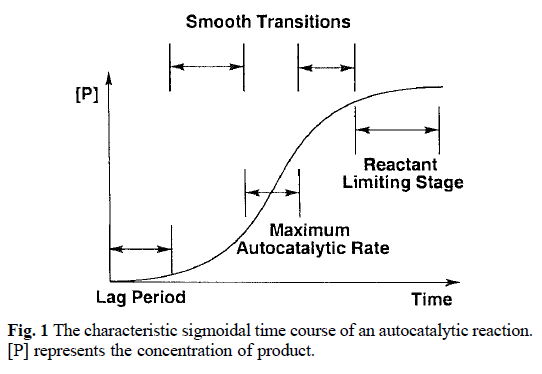 Smooth Transitions
[P]
Reactant
Limiting Stage
Maximum
Autocatalytic Rate
Lag Period
Time
Fig. 1 The characteristic sigmoidal time course of an autocatalytic reaction.
[P] represents the concentration of product.